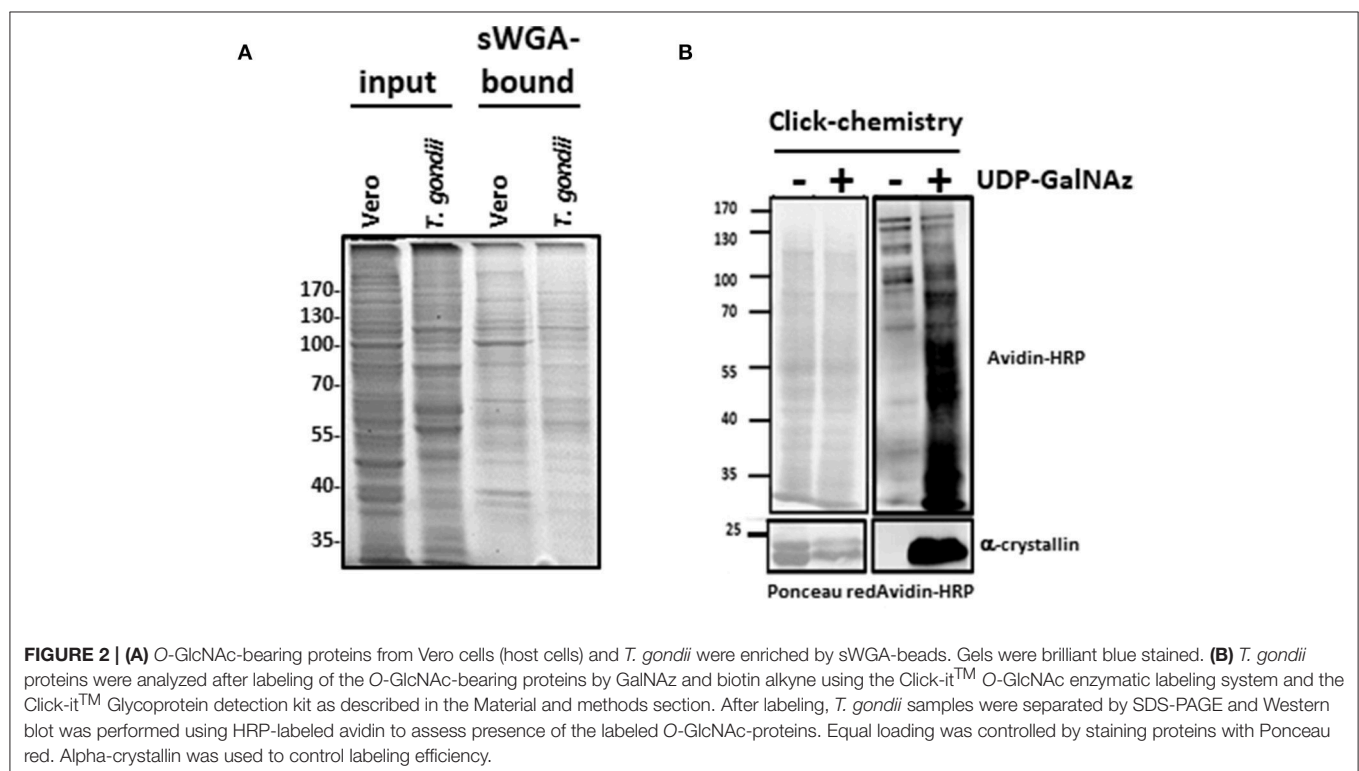 A
input
sWGA-
bound
Vero
T. gondii
Vero
T. gondii
170-
130-
100-
70-
55-
40-
35-
B
Click-chemistry
- + - + UDP-GalNAz
170
130
100
70
55
40
35
25
Avidin-HRP
α-crystallin
Ponceau redAvidin-HRP
FIGURE 2 | (A) O-GlcNAc-bearing proteins from Vero cells (host cells) and T. gondii were enriched by sWGA-beads. Gels were brilliant blue stained. (B) T. gondii
proteins were analyzed after labeling of the O-GlcNAc-bearing proteins by GalNAz and biotin alkyne using the Click-it™ O-GlcNAc enzymatic labeling system and the
Click-it™ Glycoprotein detection kit as described in the Material and methods section. After labeling, T. gondii samples were separated by SDS-PAGE and Western
blot was performed using HRP-labeled avidin to assess presence of the labeled O-GlcNAc-proteins. Equal loading was controlled by staining proteins with Ponceau
red. Alpha-crystallin was used to control labeling efficiency.